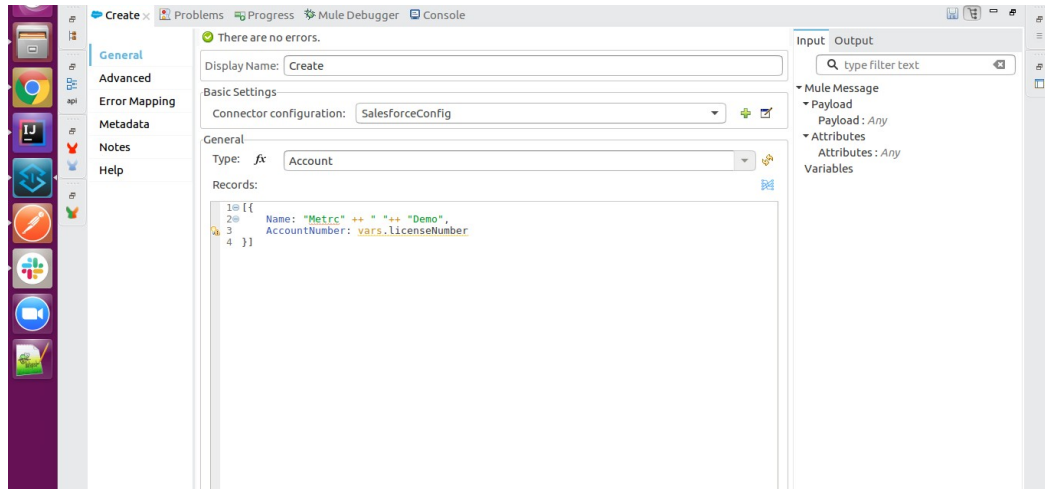 Create
Problems
Progress
Mule Debugger
Console
There are no errors.
Input
Output
General
Advanced
Error Mapping
Metadata
Notes
Help
api
IJ
Display Name:
Create
Basic Settings
Connector configuration:
SalesforceConfig
General
Type:
fx
Account
Records:
1 [{
2 Name: "Metrc" ++ " "++ "Demo",
3 AccountNumber: vars.licenseNumber
4 }]
type filter text
Mule Message
Payload
Payload : Any
Attributes
Attributes : Any
Variables